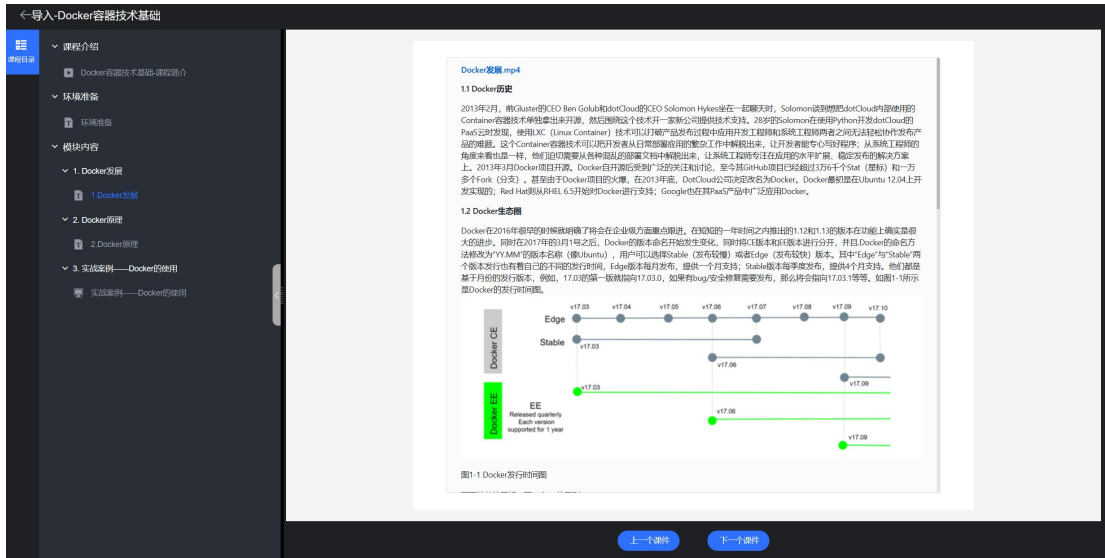 ←导入-Docker容器技术基础
课程目录
课程介绍
Docker容器技术基础-课程简介
环境准备
环境准备
模块内容
1. Docker发展
1.Docker发展
2. Docker原理
2.Docker原理
3. 实战案例——Docker的使用
实战案例——Docker的使用
Docker发展.mp4
1.1 Docker历史
2013年2月，前Gluster的CEO Ben Golub和dotCloud的CEO Solomon Hykes坐在一起聊天时，Solomon谈到想把dotCloud内部使用的
Container容器技术单独拿出来开源，然后围绕这个技术开一家新公司提供技术支持。28岁的Solomon在使用Python开发dotCloud的
PaaS云时发现，使用LXC（Linux Container）技术可以打破产品发布过程中应用开发工程师和系统工程师两者之间无法轻松协作发布产
品的难题。这个Container容器技术可以把开发者从日常部署应用的繁杂工作中解脱出来，让开发者能专心写好程序；从系统工程师的
角度来看也是一样，他们迫切需要从各种混乱的部署文档中解脱出来，让系统工程师专注在应用的水平扩展、稳定发布的解决方案
上。2013年3月Docker项目开源。Docker自开源后受到广泛的关注和讨论，至今其GitHub项目已经超过3万6千个Stat（星标）和一万
多个Fork（分支）。甚至由于Docker项目的火爆，在2013年底，DotCloud公司决定改名为Docker。Docker最初是在Ubuntu 12.04上开
发实现的；Red Hat则从RHEL 6.5开始对Docker进行支持；Google也在其PaaS产品中广泛应用Docker。
1.2 Docker生态圈
Docker在2016年很早的时候就明确了将会在企业级方面重点跟进。在短短的一年时间之内推出的1.12和1.13的版本在功能上确实是很
大的进步。同时在2017年的3月1号之后，Docker的版本命名开始发生变化，同时将CE版本和EE版本进行分开，并且.Docker的命名方
法修改为"YY.MM"的版本名称（像Ubuntu），用户可以选择Stable（发布较慢）或者Edge（发布较快）版本。其中"Edge"与"Stable"两
个版本发行也有着自己的不同的发行时间，Edge版本每月发布，提供一个月支持；Stable版本每季度发布，提供4个月支持。他们都是
基于月份的发行版本，例如，17.03的第一版就指向17.03.0，如果有bug/安全修复需要发布，那么将会指向17.03.1等等。如图1-1所示
是Docker的发行时间图。
v17.03 v17.04 v17.05 v17.06 v17.07 v17.08 v17.09 v17.10
Docker CE
Edge
Stable
v17.03
v17.06
v17.09
Docker EE
v17.03
EE
Released quarterly
Each version
supported for 1 year
v17.06
v17.09
图1-1 Docker发行时间图
上一个课件
下一个课件